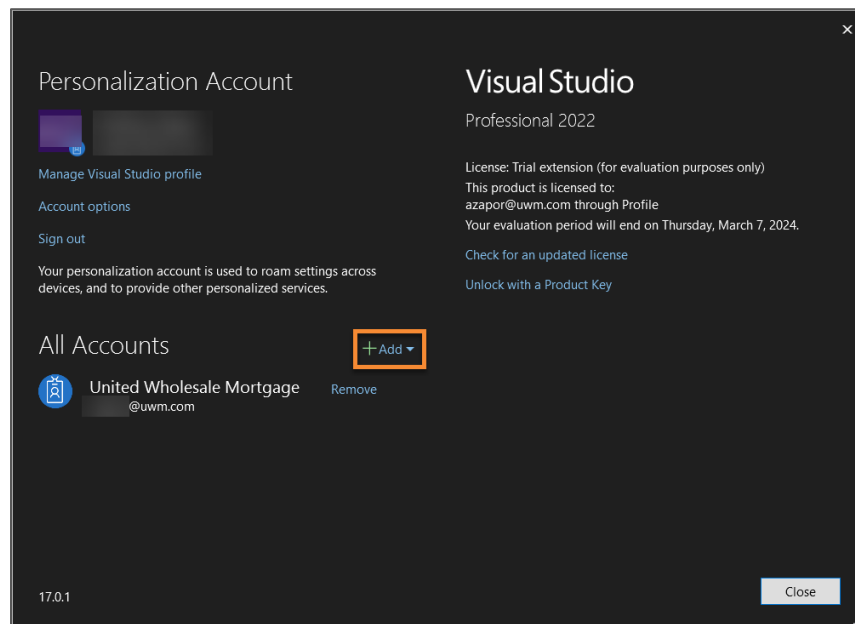 Personalization Account
Manage Visual Studio profile
Account options
Sign out
Your personalization account is used to roam settings across
devices, and to provide other personalized services.
All Accounts
+ Add
United Wholesale Mortgage
Remove
@uwm.com
17.0.1
Visual Studio
Professional 2022
License: Trial extension (for evaluation purposes only)
This product is licensed to:
azapor@uwm.com through Profile
Your evaluation period will end on Thursday, March 7, 2024.
Check for an updated license
Unlock with a Product Key
Close